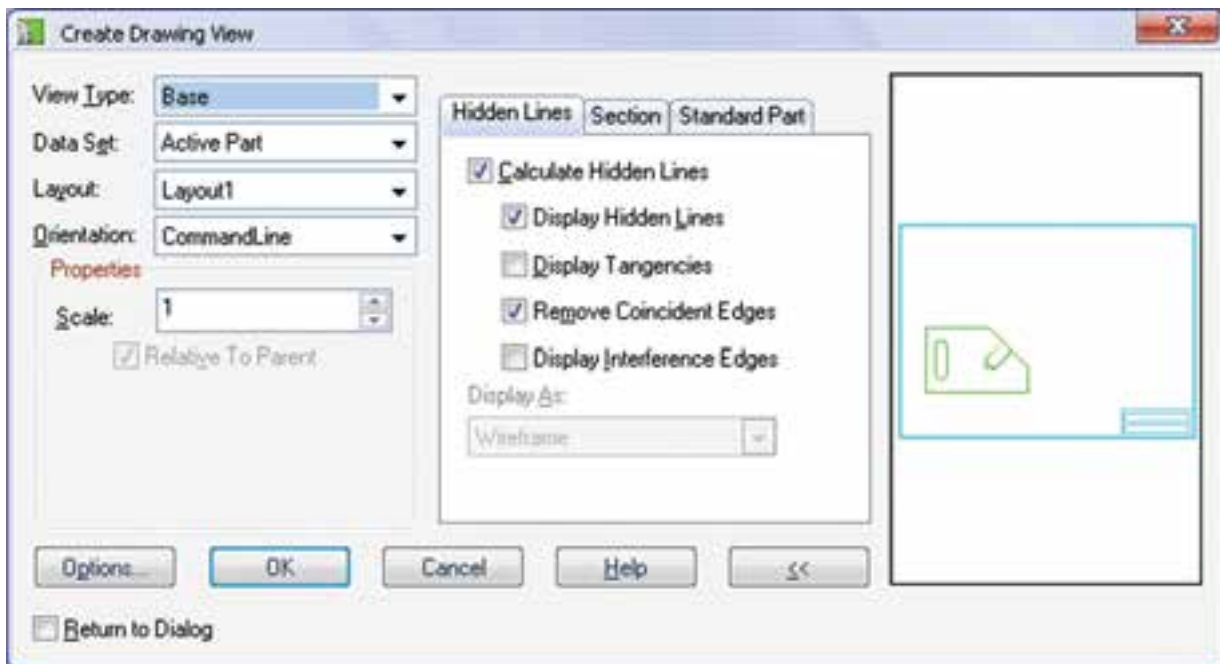 Create Drawing View
View Type: Base
Data Set: Active Part
Layout: Layout1
Orientation: CommandLine
Properties
Scale: 1
Relative To Parent
Hidden Lines Section Standard Part
Calculate Hidden Lines
Display Hidden Lines
Display Tangencies
Remove Coincident Edges
Display Interference Edges
Display As:
Wireframe
Options... OK Cancel Help <<
Return to Dialog